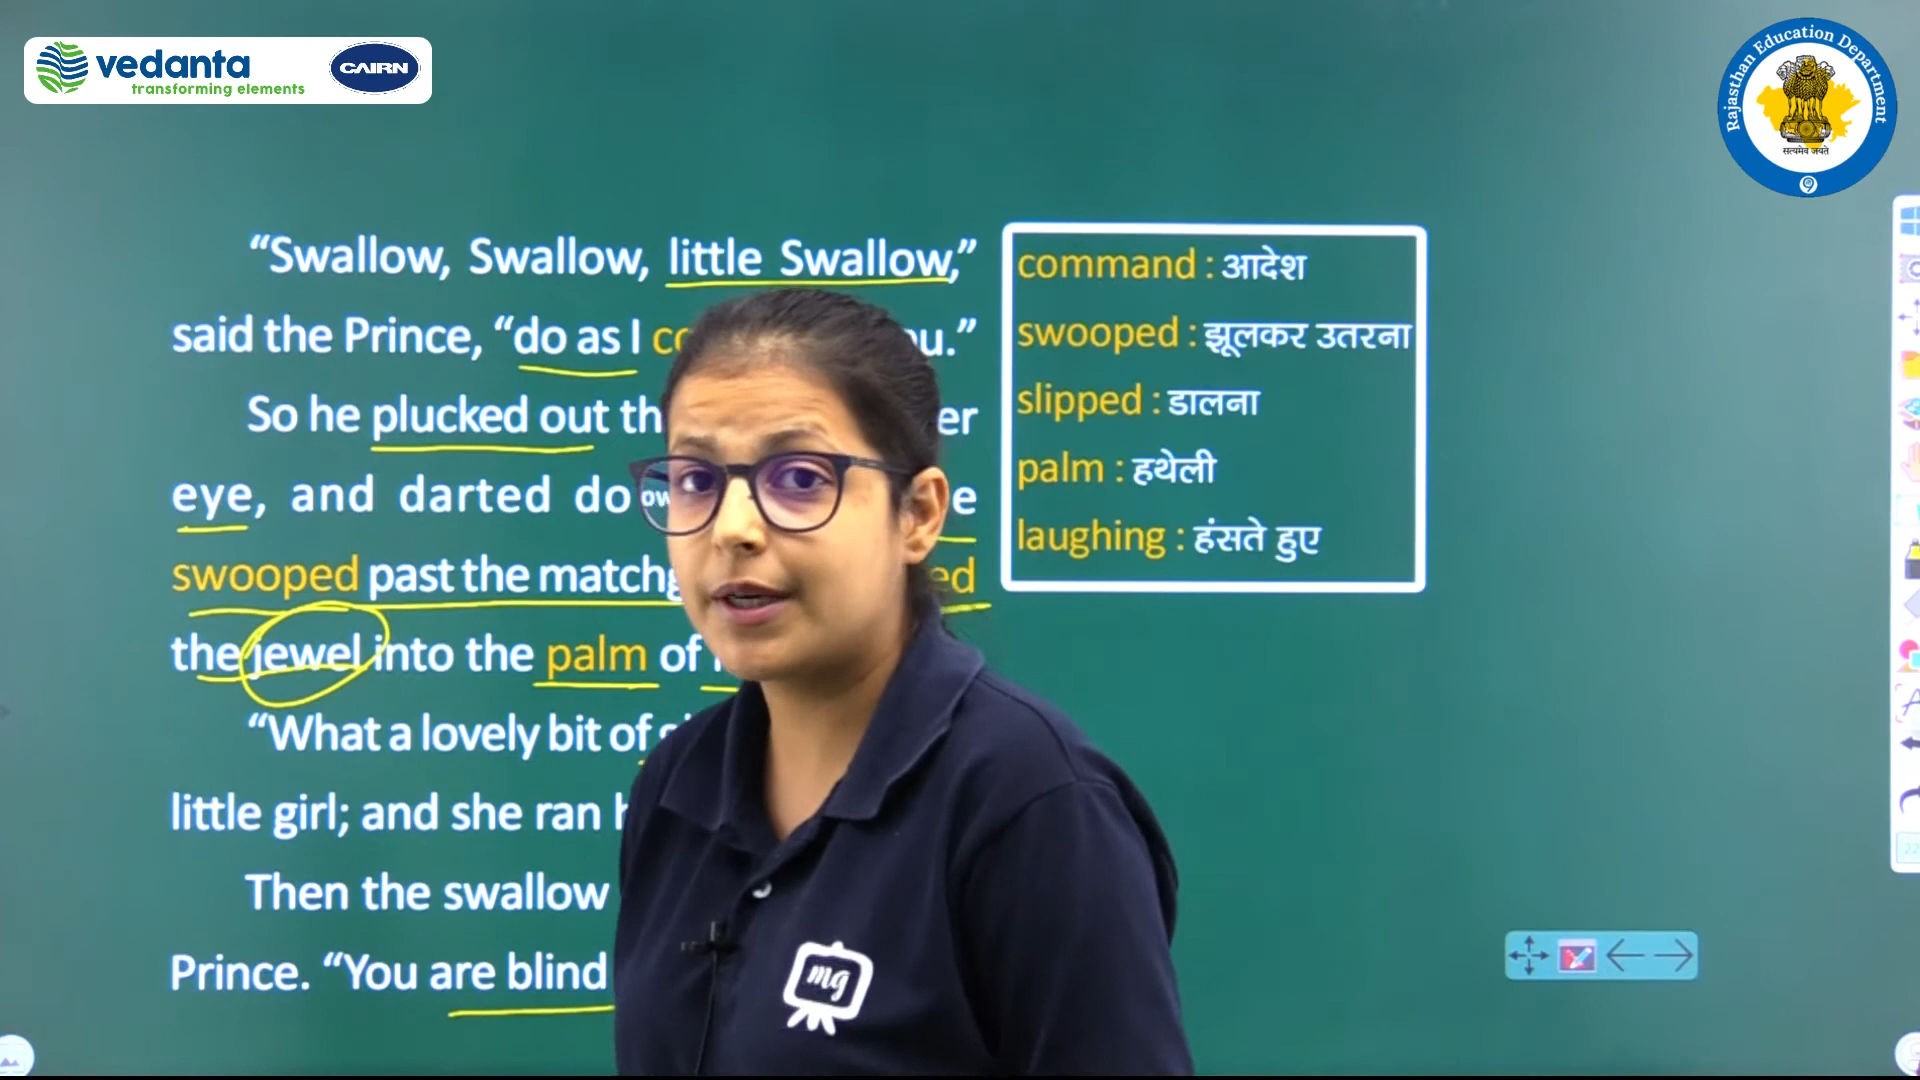 vedanta
transforming elements
CAIRN
Rajasthan Education Department
सत्यमेव जयते
“Swallow, Swallow, little Swallow,”
said the Prince, “do as I
u.”
So he plucked out
er
eye, and darted do
e
swooped past the
ed
the jewel into the palm of
“What a lovely bit of
little girl; and she ran
Then the swallow
Prince. “You are blind
command : आदेश
swooped : झूलकर उतरना
slipped : डालना
palm : हथेली
laughing : हंसते हुए
mg